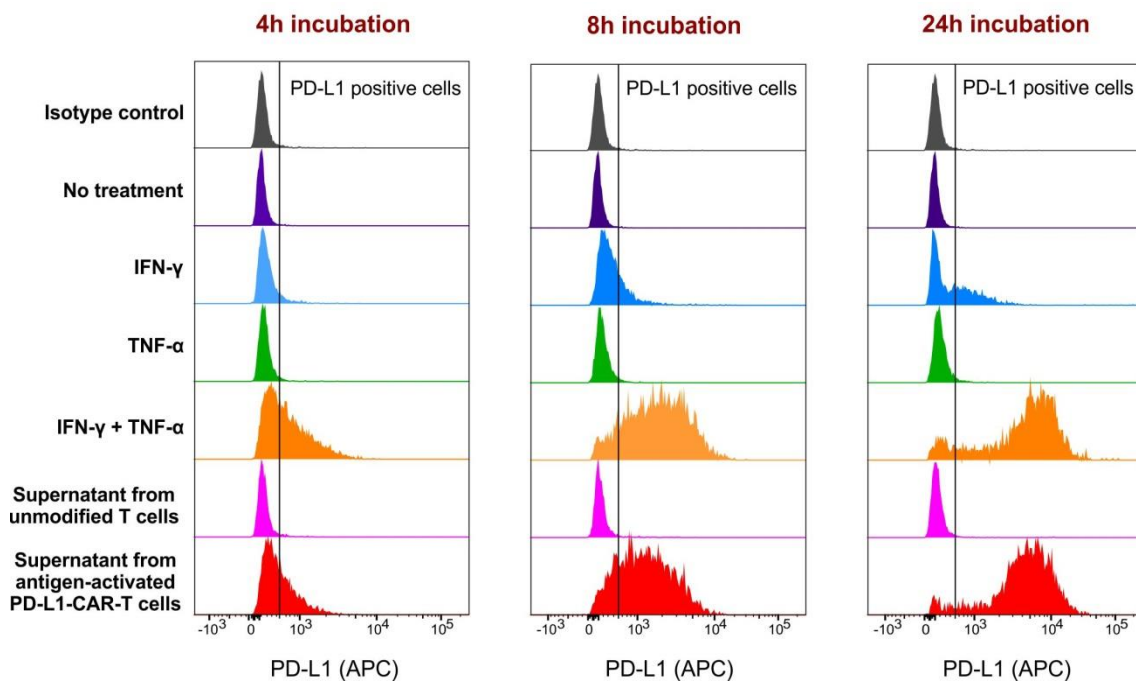 4h incubation
8h incubation
24h incubation
PD-L1 positive cells
PD-L1 positive cells
PD-L1 positive cells
Isotype control
No treatment
IFN-γ
TNF-α
IFN-γ + TNF-α
Supernatant from
unmodified T cells
Supernatant from
antigen-activated
PD-L1-CAR-T cells
-10³ 0 10³ 10⁴ 10⁵
-10³ 0 10³ 10⁴ 10⁵
-10³ 0 10³ 10⁴ 10⁵
PD-L1 (APC)
PD-L1 (APC)
PD-L1 (APC)